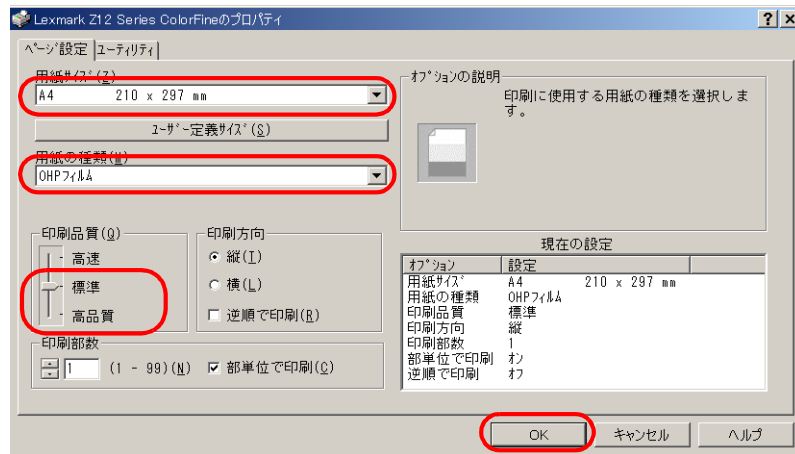 Lexmark Z12 Series ColorFineのプロパティ
ﾍﾟｰｼﾞ設定 ﾕｰﾃｨﾘﾃｨ
用紙ｻｲｽﾞ(Z)
A4 210 x 297 mm
ﾕｰｻﾞｰ定義ｻｲｽﾞ(S)
用紙の種類(M)
OHPﾌｨﾙﾑ
印刷品質(Q)
高速
標準
高品質
印刷方向
縦(T)
横(L)
逆順で印刷(R)
印刷部数
1 (1 - 99)(N) 部単位で印刷(C)
ｵﾌﾟｼｮﾝの説明
印刷に使用する用紙の種類を選択しま
す。
現在の設定
ｵﾌﾟｼｮﾝ 設定
用紙ｻｲｽﾞ A4 210 x 297 mm
用紙の種類 OHPﾌｨﾙﾑ
印刷品質 標準
印刷方向 縦
印刷部数 1
部単位で印刷 ｵﾝ
逆順で印刷 ｵﾌ
OK キャンセル ヘルプ